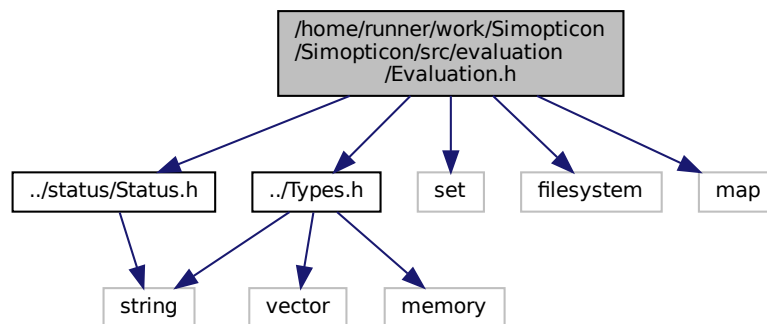 /home/runner/work/Simopticon
/Simopticon/src/evaluation
/Evaluation.h
../status/Status.h
../Types.h
set
filesystem
map
string
vector
memory